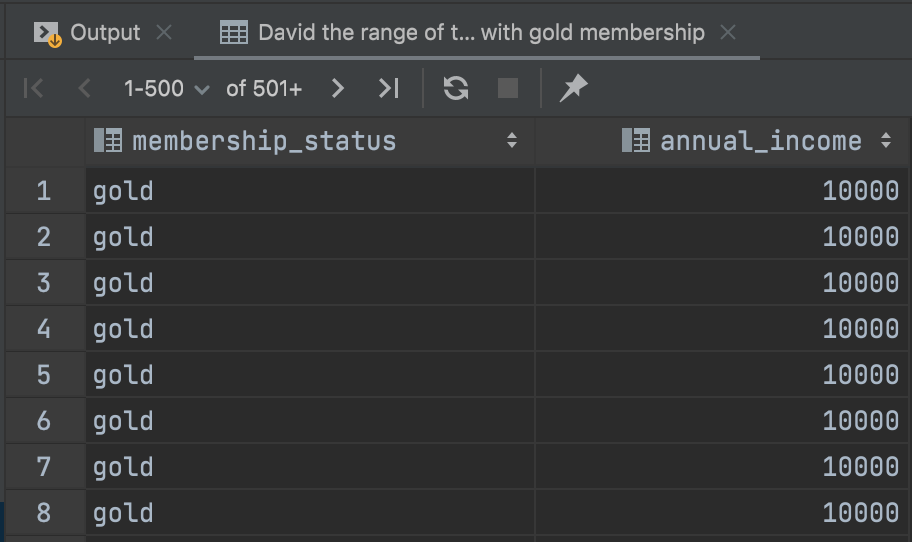 Output David the range of t... with gold membership
1-500 of 501+
membership_status annual_income
1 gold 10000
2 gold 10000
3 gold 10000
4 gold 10000
5 gold 10000
6 gold 10000
7 gold 10000
8 gold 10000